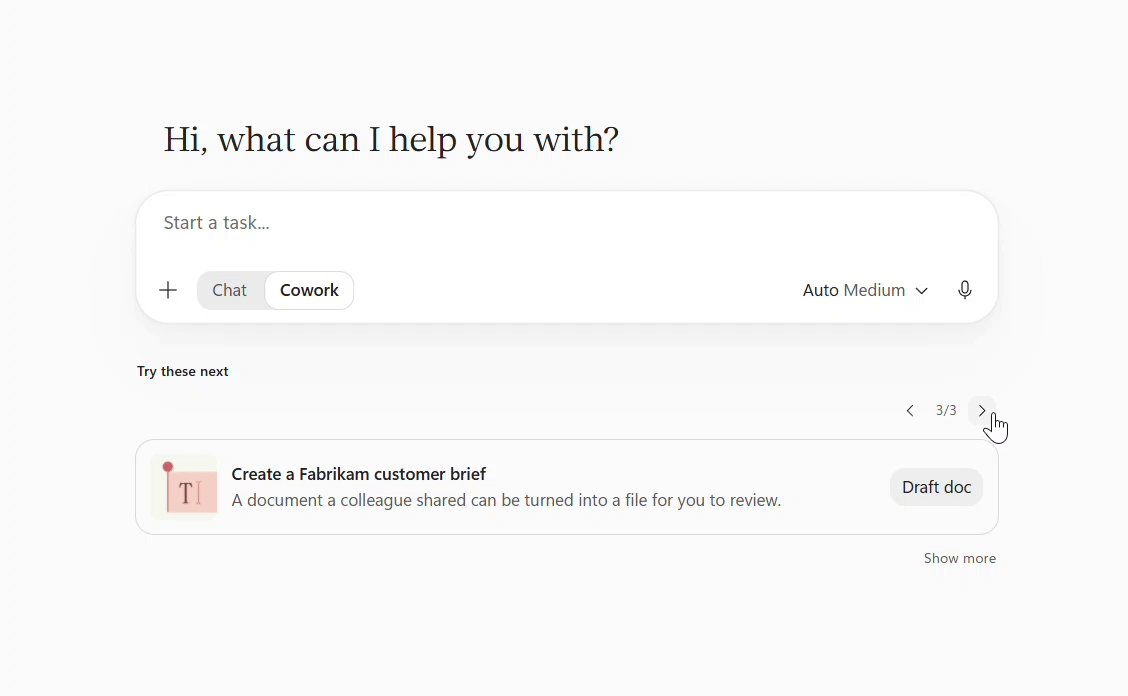 Hi, what can I help you with?
Start a task...
Chat Cowork Auto Medium
Try these next
3/3
TI
Create a Fabrikam customer brief
A document a colleague shared can be turned into a file for you to review.
Draft doc
Show more